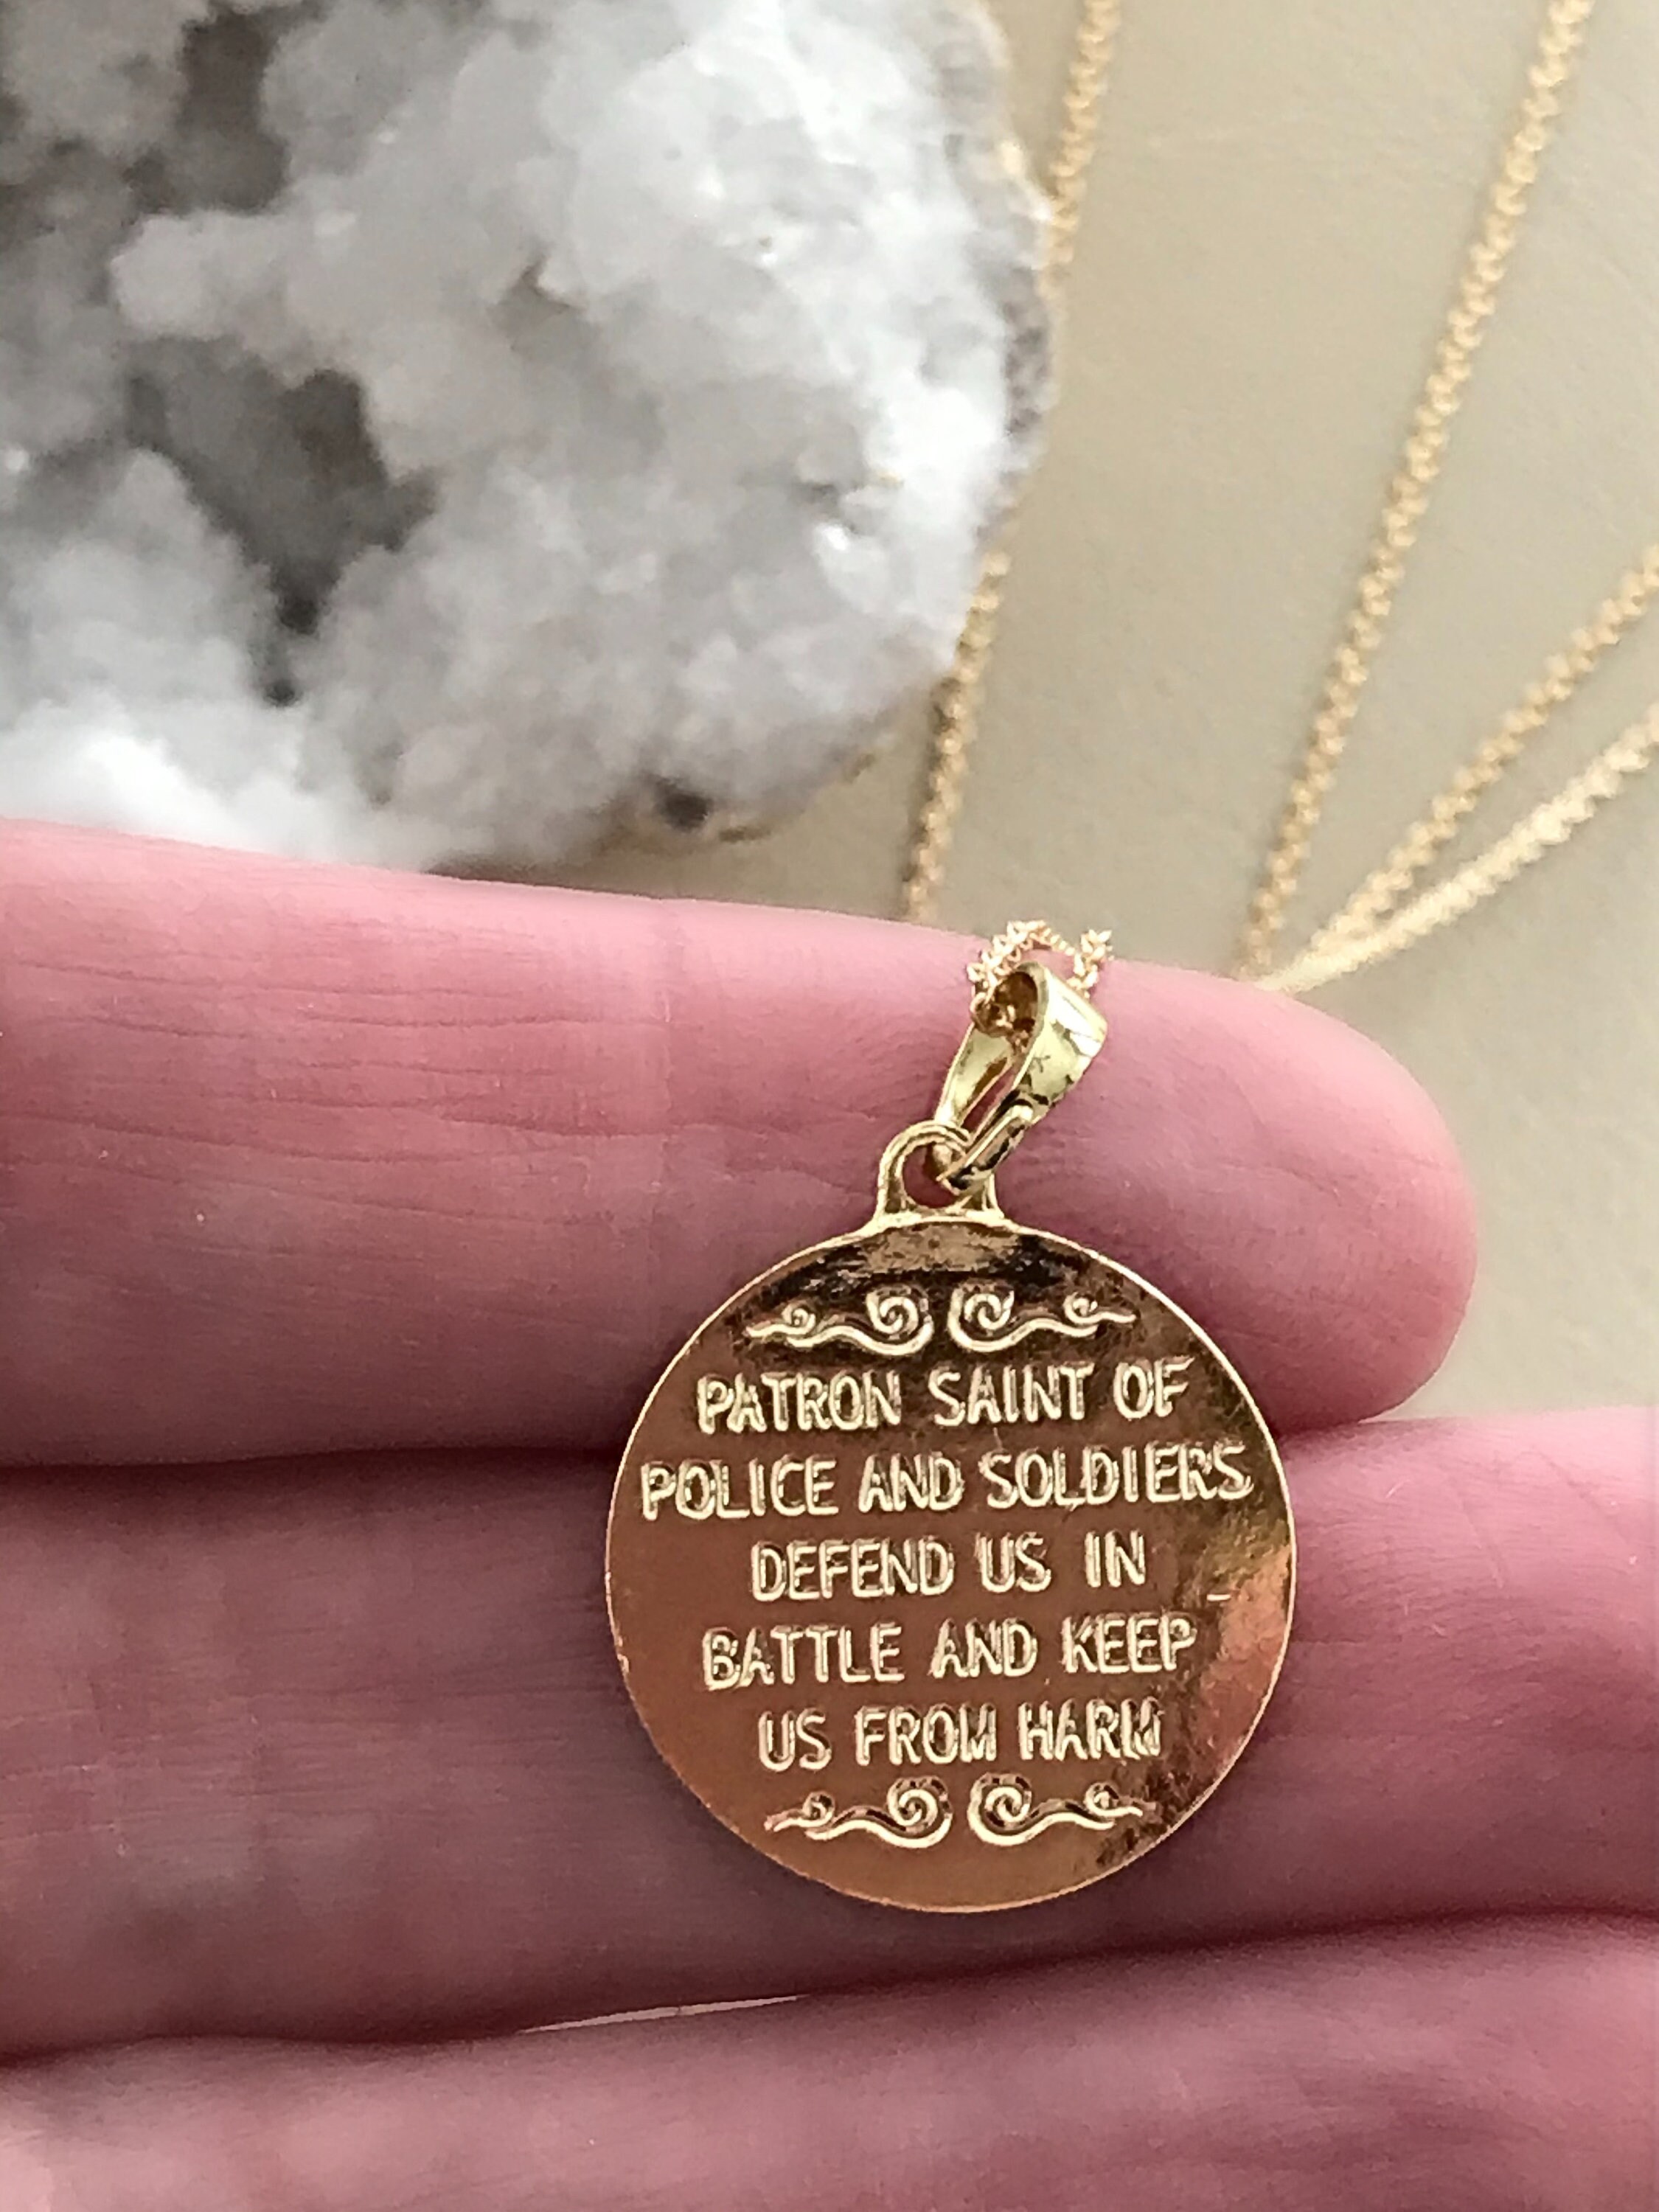 PATRON SAINT OF
POLICE AND SOLDIERS
DEFEND US IN
BATTLE AND KEEP
US FROM HARM